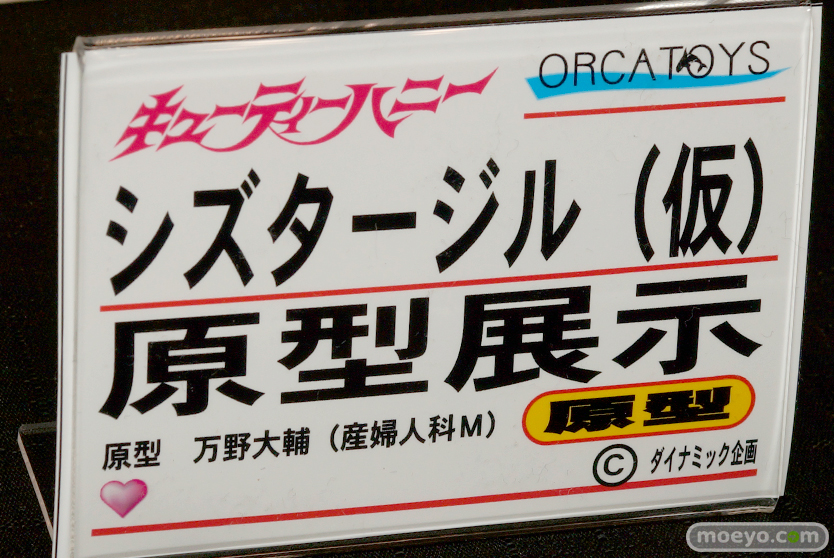 ORCATOYS
キューティーハニー
シズタージル（仮）
原型展示
原型
原型 万野大輔（産婦人科M）
© ダイナミック企画
moeyo.com